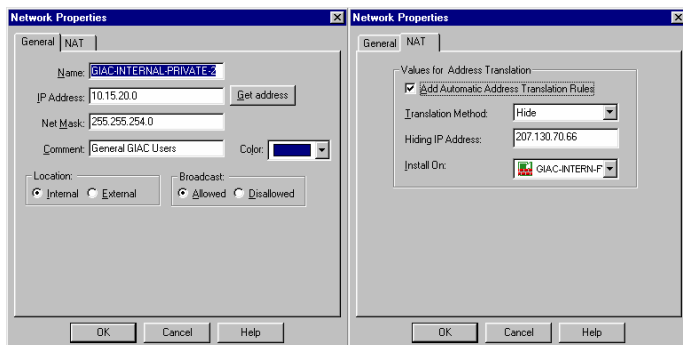 Network Properties
General NAT
Name: GIAC-INTERNAL-PRIVATE-2
IP Address: 10.15.20.0 Get address
Net Mask: 255.255.254.0
Comment: General GIAC Users Color:
Location: Broadcast:
Internal External Allowed Disallowed
OK Cancel Help
Network Properties
General NAT
Values for Address Translation
Add Automatic Address Translation Rules
Translation Method: Hide
Hiding IP Address: 207.130.70.66
Install On: GIAC-INTERN-F
OK Cancel Help